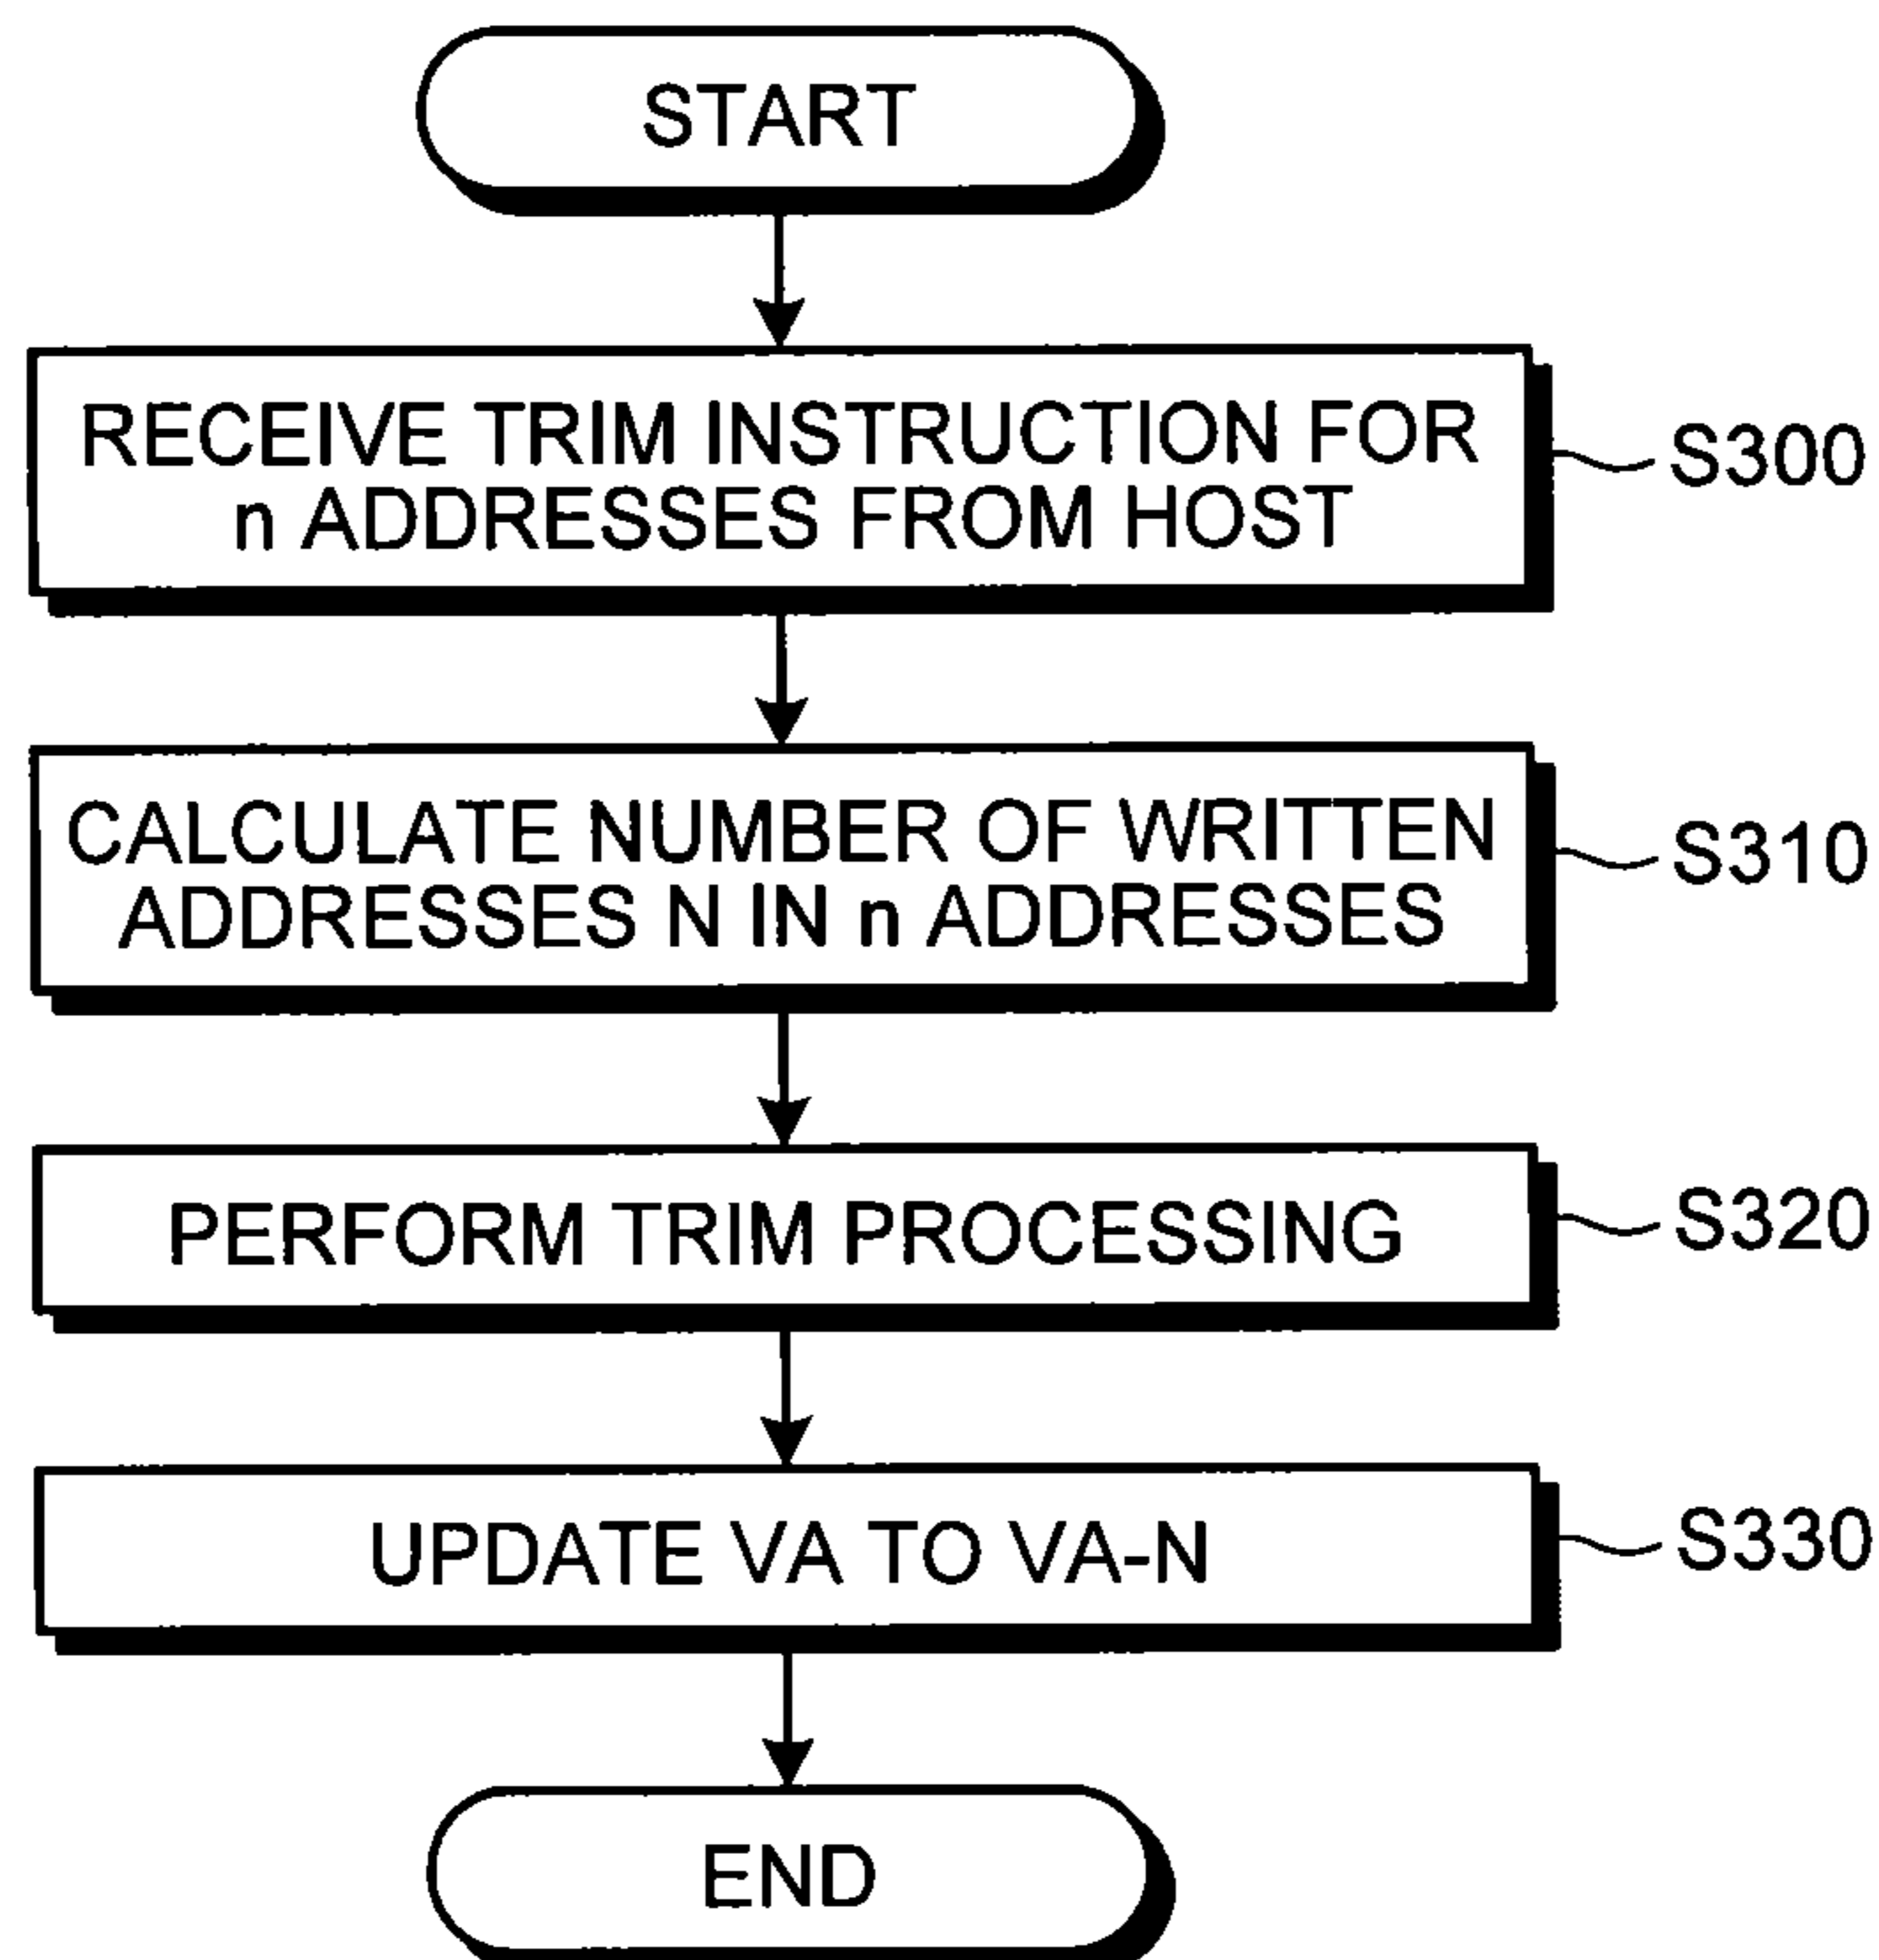 START
RECEIVE TRIM INSTRUCTION FOR
n ADDRESSES FROM HOST
S300
CALCULATE NUMBER OF WRITTEN
ADDRESSES N IN n ADDRESSES
S310
PERFORM TRIM PROCESSING
S320
UPDATE VA TO VA-N
S330
END